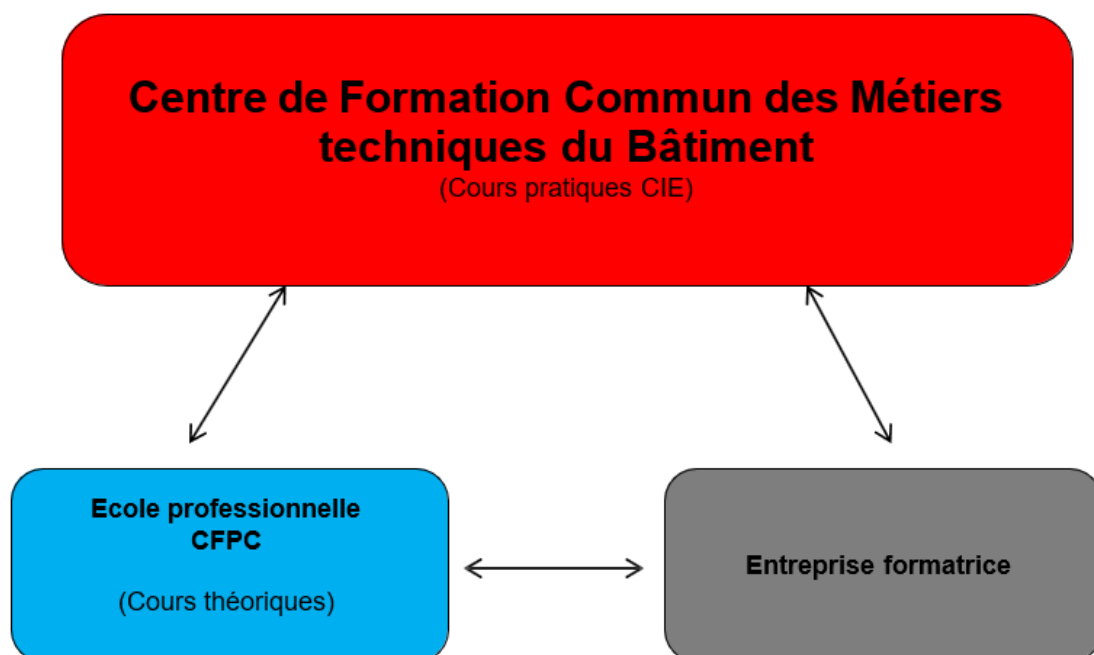 Centre de Formation Commun des Métiers
techniques du Bâtiment
(Cours pratiques CIE)
Ecole professionnelle
CFPC
(Cours théoriques)
Entreprise formatrice